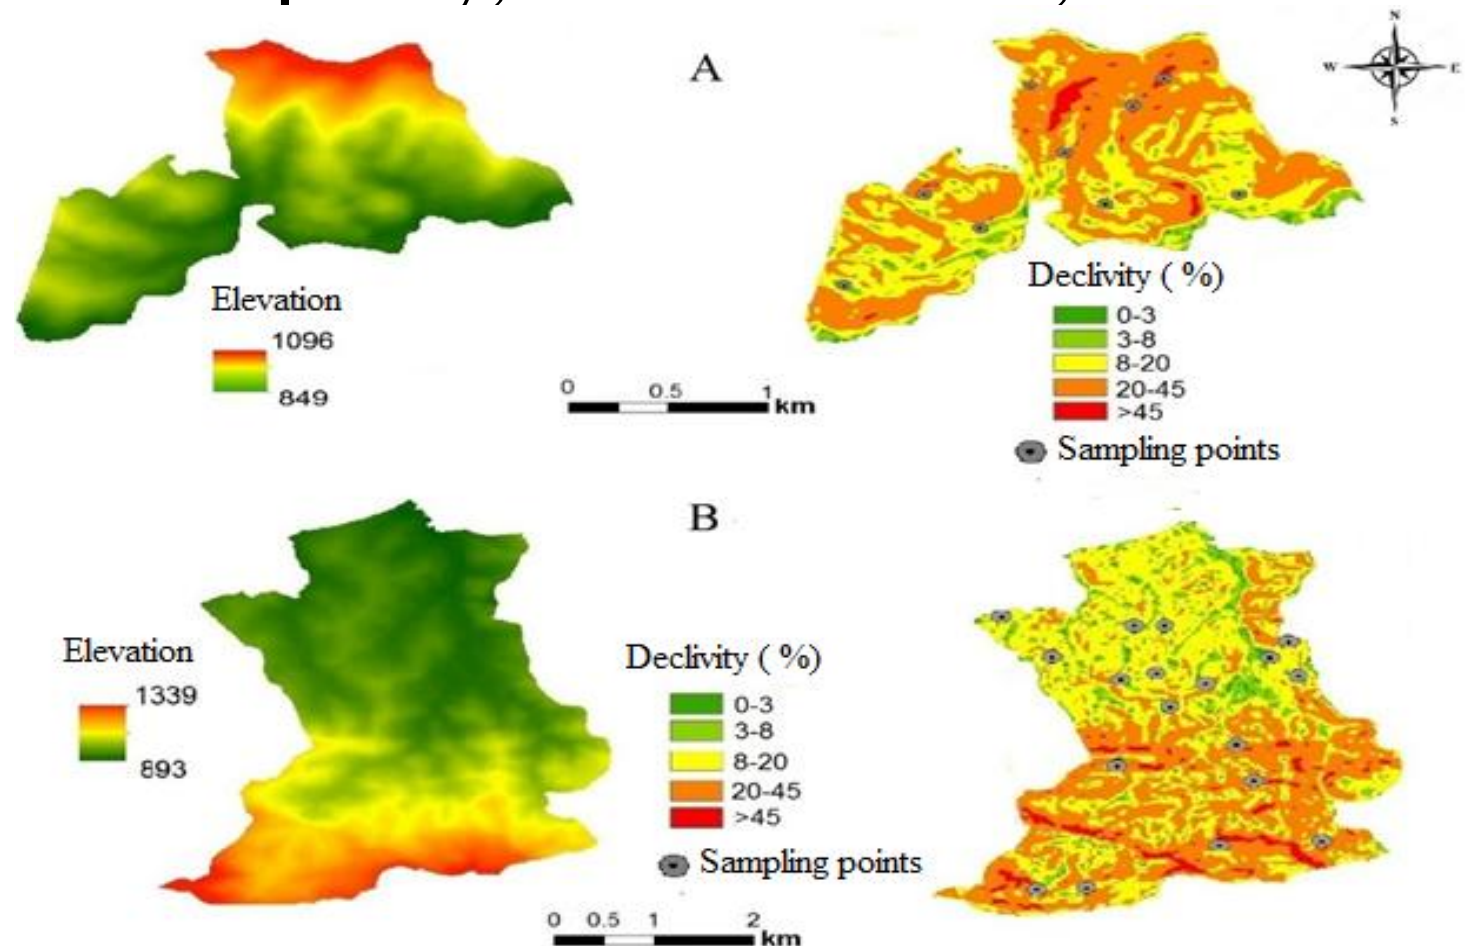 N
A
W E
S
Declivity ( %)
Elevation
1096
849
0-3
3-8
8-20
20-45
>45
0 0.5 1
km
Sampling points
B
Elevation
1339
893
Declivity ( %)
0-3
3-8
8-20
20-45
>45
Sampling points
0 0.5 1 2
km